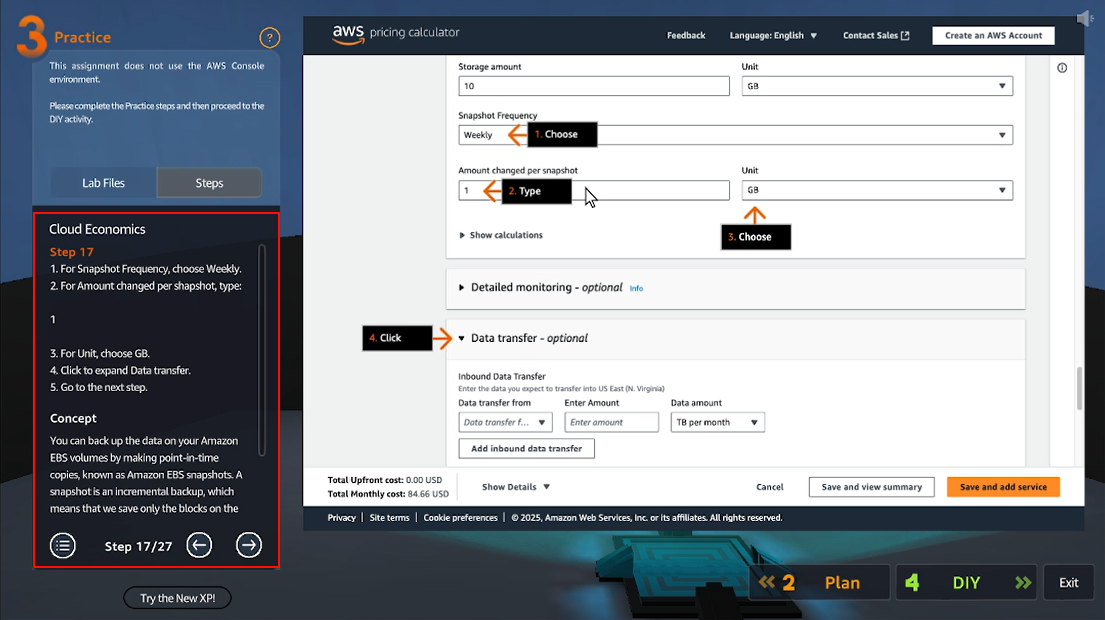 3 Practice
?
This assignment does not use the AWS Console
environment.
Please complete the Practice steps and then proceed to the
DIY activity.
Lab Files
Steps
Cloud Economics
Step 17
1. For Snapshot Frequency, choose Weekly.
2. For Amount changed per snapshot, type:
1
3. For Unit, choose GB.
4. Click to expand Data transfer.
5. Go to the next step.
Concept
You can back up the data on your Amazon
EBS volumes by making point-in-time
copies, known as Amazon EBS snapshots. A
snapshot is an incremental backup, which
means that we save only the blocks on the
Step 17/27
Try the New XP!
aws pricing calculator
Feedback
Language: English
Contact Sales
Create an AWS Account
Storage amount
Unit
10
GB
Snapshot Frequency
Weekly
1. Choose
Amount changed per snapshot
Unit
1
2. Type
GB
Show calculations
3. Choose
Detailed monitoring - optional Info
4. Click
Data transfer - optional
Inbound Data Transfer
Enter the data you expect to transfer into US East (N. Virginia)
Data transfer from
Enter Amount
Data amount
Data transfer f...
Enter amount
TB per month
Add inbound data transfer
Total Upfront cost: 0.00 USD
Total Monthly cost: 84.66 USD
Show Details
Cancel
Save and view summary
Save and add service
Privacy | Site terms | Cookie preferences | © 2025, Amazon Web Services, Inc. or its affiliates. All rights reserved.
2 Plan
4 DIY
Exit